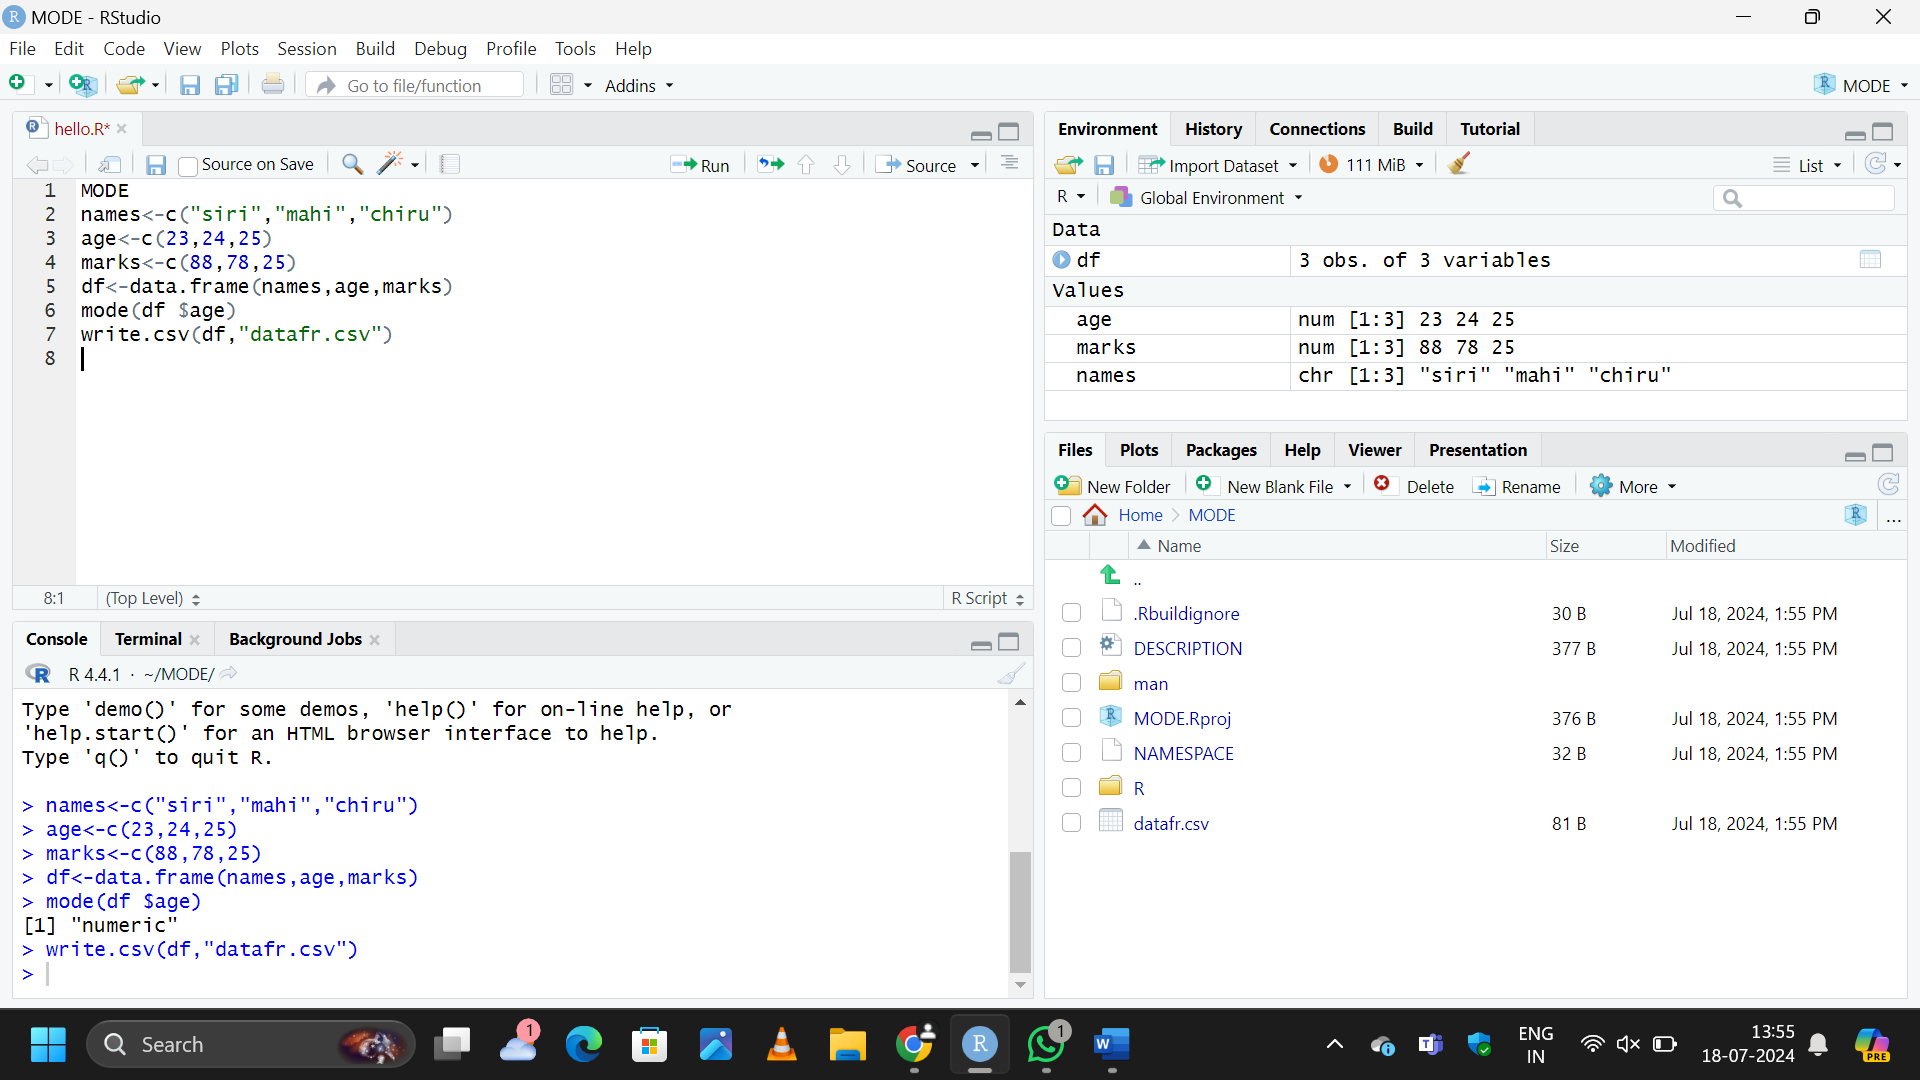 MODE - RStudio
File Edit Code View Plots Session Build Debug Profile Tools Help
Go to file/function Addins MODE
hello.R*
Source on Save Run Source
1 MODE
2 names<-c("siri","mahi","chiru")
3 age<-c(23,24,25)
4 marks<-c(88,78,25)
5 df<-data.frame(names,age,marks)
6 mode(df $age)
7 write.csv(df,"datafr.csv")
8
8:1 (Top Level) R Script
Console Terminal Background Jobs
R 4.4.1 · ~/MODE/
Type 'demo()' for some demos, 'help()' for on-line help, or
'help.start()' for an HTML browser interface to help.
Type 'q()' to quit R.
> names<-c("siri","mahi","chiru")
> age<-c(23,24,25)
> marks<-c(88,78,25)
> df<-data.frame(names,age,marks)
> mode(df $age)
[1] "numeric"
> write.csv(df,"datafr.csv")
>
Environment History Connections Build Tutorial
Import Dataset 111 MiB List
R Global Environment
Data
df 3 obs. of 3 variables
Values
age num [1:3] 23 24 25
marks num [1:3] 88 78 25
names chr [1:3] "siri" "mahi" "chiru"
Files Plots Packages Help Viewer Presentation
New Folder New Blank File Delete Rename More
Home MODE ...
Name Size Modified
..
.Rbuildignore 30 B Jul 18, 2024, 1:55 PM
DESCRIPTION 377 B Jul 18, 2024, 1:55 PM
man
MODE.Rproj 376 B Jul 18, 2024, 1:55 PM
NAMESPACE 32 B Jul 18, 2024, 1:55 PM
R
datafr.csv 81 B Jul 18, 2024, 1:55 PM
Search 1 R 1 W ENG 13:55
IN 18-07-2024 PRE